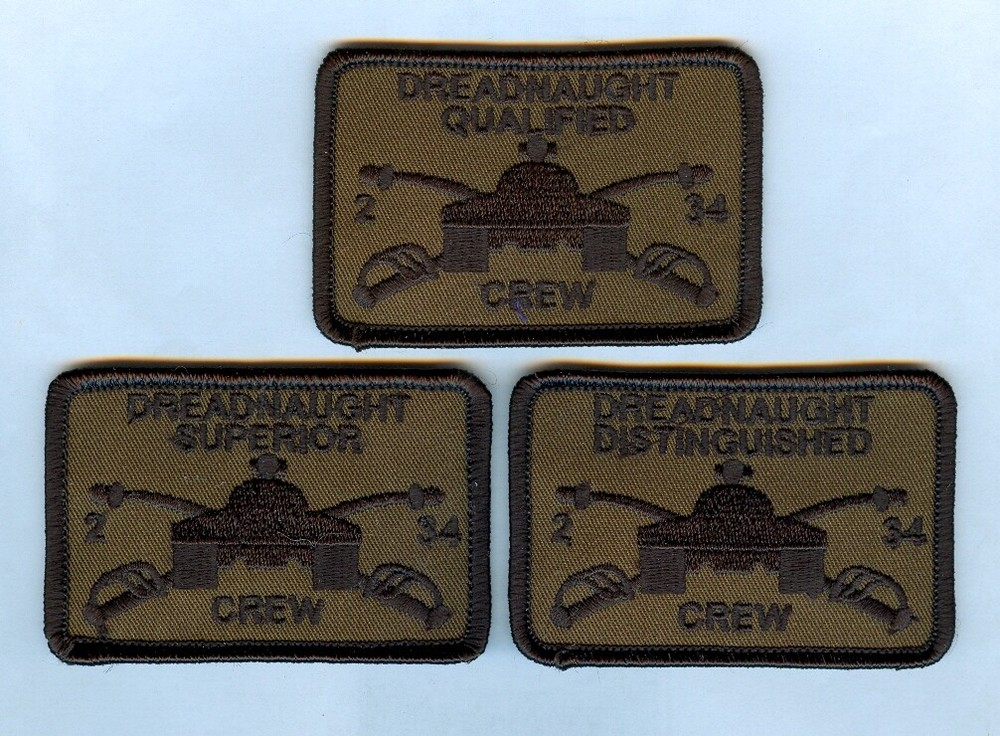 DREADNAUGHT
QUALIFIED
2 34
CREW
DREADNAUGHT
SUPERIOR
2 34
CREW
DREADNAUGHT
DISTINGUISHED
2 34
CREW